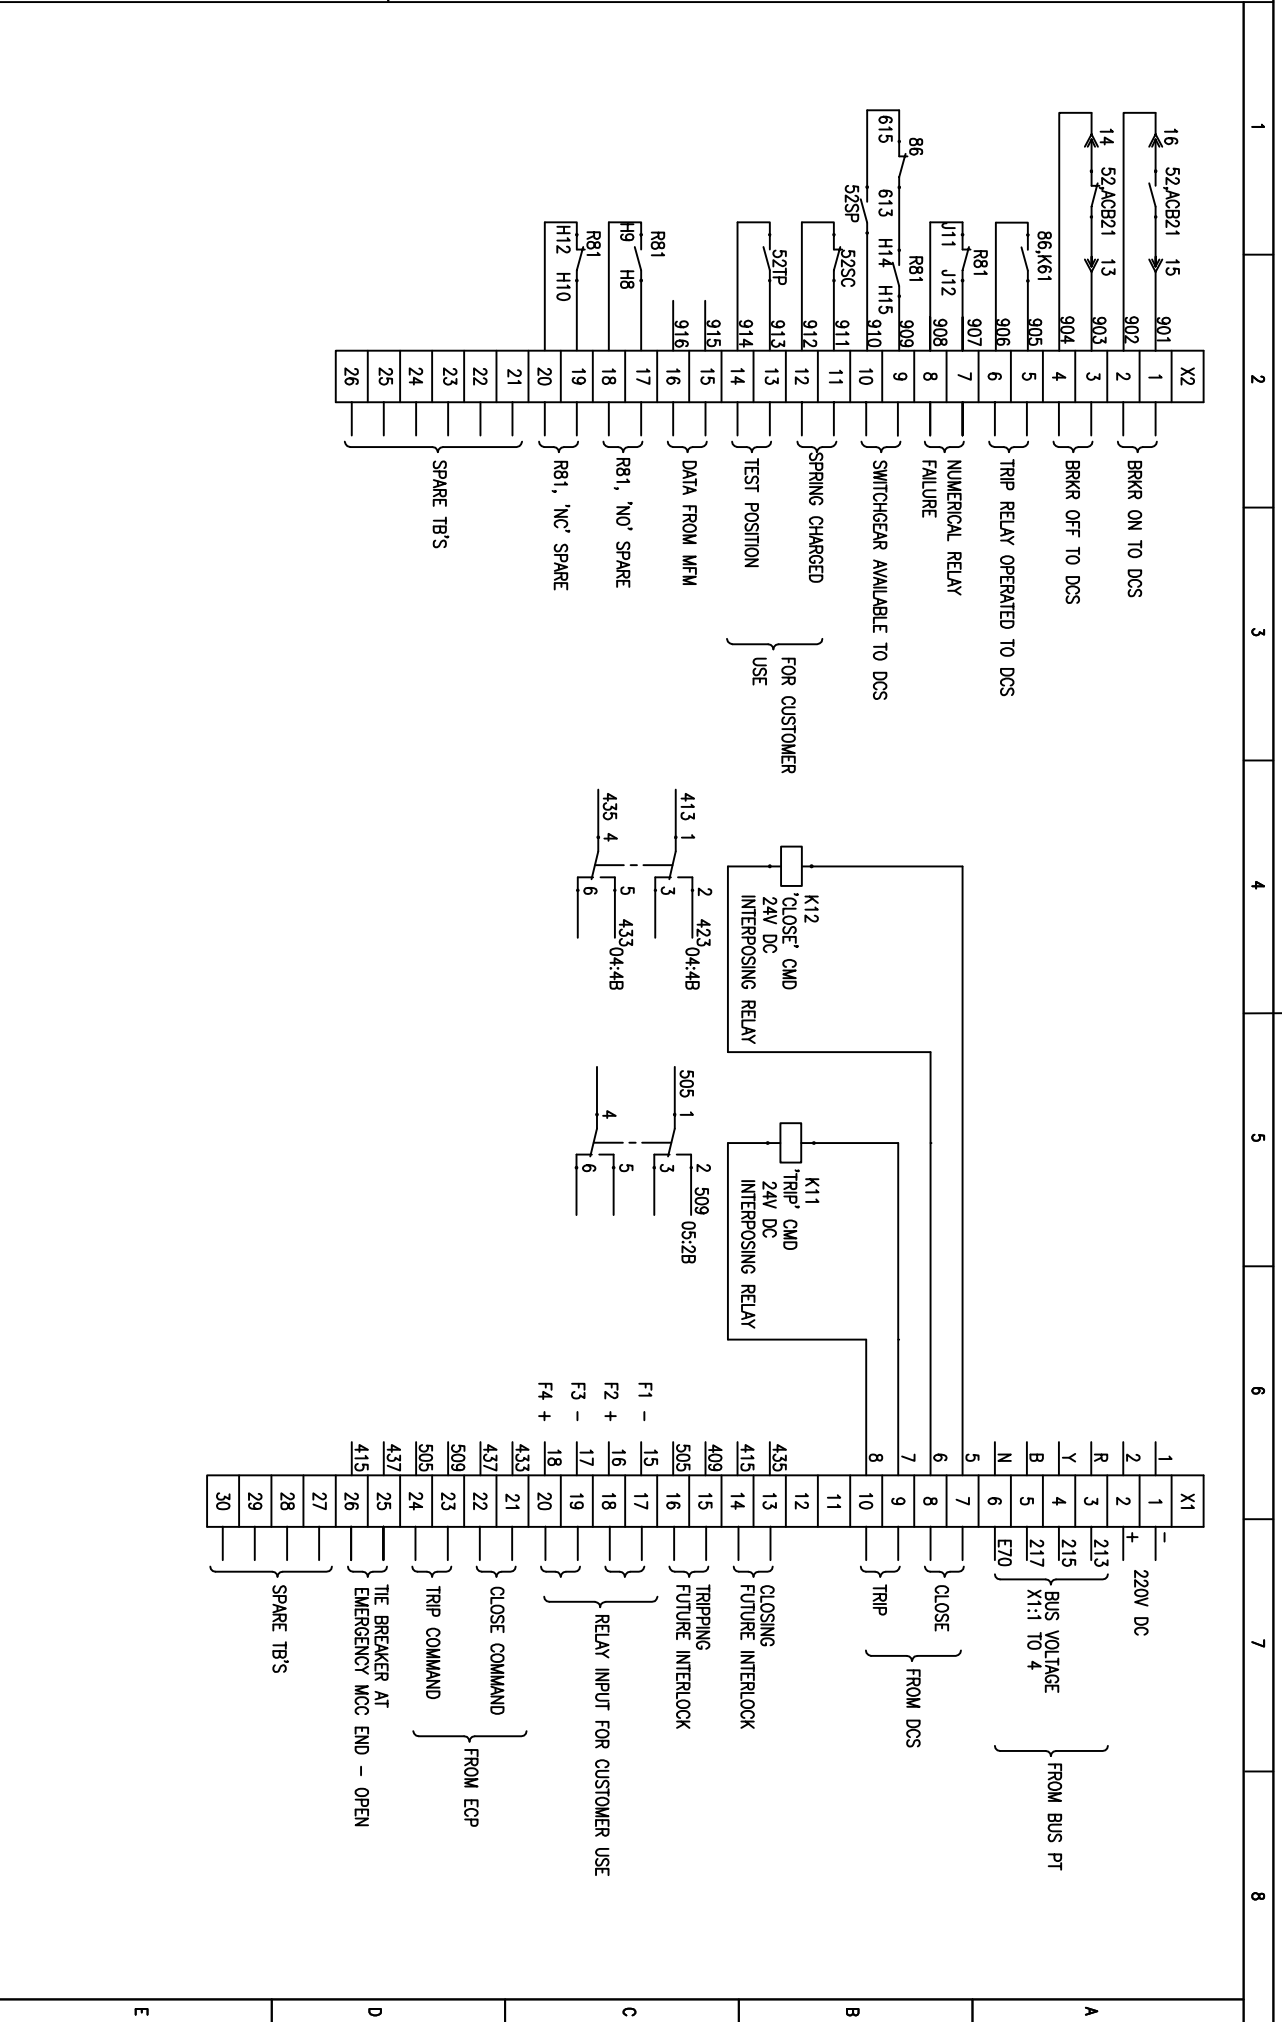 1
2
3
4
5
6
7
8
A
B
C
D
E
16 52,ACB21 15
14 52,ACB21 13
86,K61
R81
J11 J12
86
R81
615 613 H14 H15
52SP
52SC
52TP
R81
H9 H8
R81
H12 H10
901
902
903
904
905
906
907
908
909
910
911
912
913
914
915
916
X2
1
2
3
4
5
6
7
8
9
10
11
12
13
14
15
16
17
18
19
20
21
22
23
24
25
26
BRKR ON TO DCS
BRKR OFF TO DCS
TRIP RELAY OPERATED TO DCS
NUMERICAL RELAY
FAILURE
SWITCHGEAR AVAILABLE TO DCS
SPRING CHARGED
TEST POSITION
DATA FROM MFM
R81, 'NO' SPARE
R81, 'NC' SPARE
SPARE TB'S
FOR CUSTOMER
USE
K12
'CLOSE' CMD
24V DC
INTERPOSING RELAY
413 1
2 423
04:4B
3
435 4
5 433
04:4B
6
K11
'TRIP' CMD
24V DC
INTERPOSING RELAY
505 1
2 509
05:2B
3
4
5
6
1
2
R
Y
B
N
5
6
7
8
435
415
409
505
F1 - 15
F2 + 16
F3 - 17
F4 + 18
433
437
509
505
437
415
X1
1
2
3
4
5
6
7
8
9
10
11
12
13
14
15
16
17
18
19
20
21
22
23
24
25
26
27
28
29
30
-
+
220V DC
213
215
217
E70
BUS VOLTAGE
X1:1 TO 4
FROM BUS PT
CLOSE
TRIP
FROM DCS
CLOSING
FUTURE INTERLOCK
TRIPPING
FUTURE INTERLOCK
RELAY INPUT FOR CUSTOMER USE
CLOSE COMMAND
TRIP COMMAND
FROM ECP
TIE BREAKER AT
EMERGENCY MCC END - OPEN
SPARE TB'S